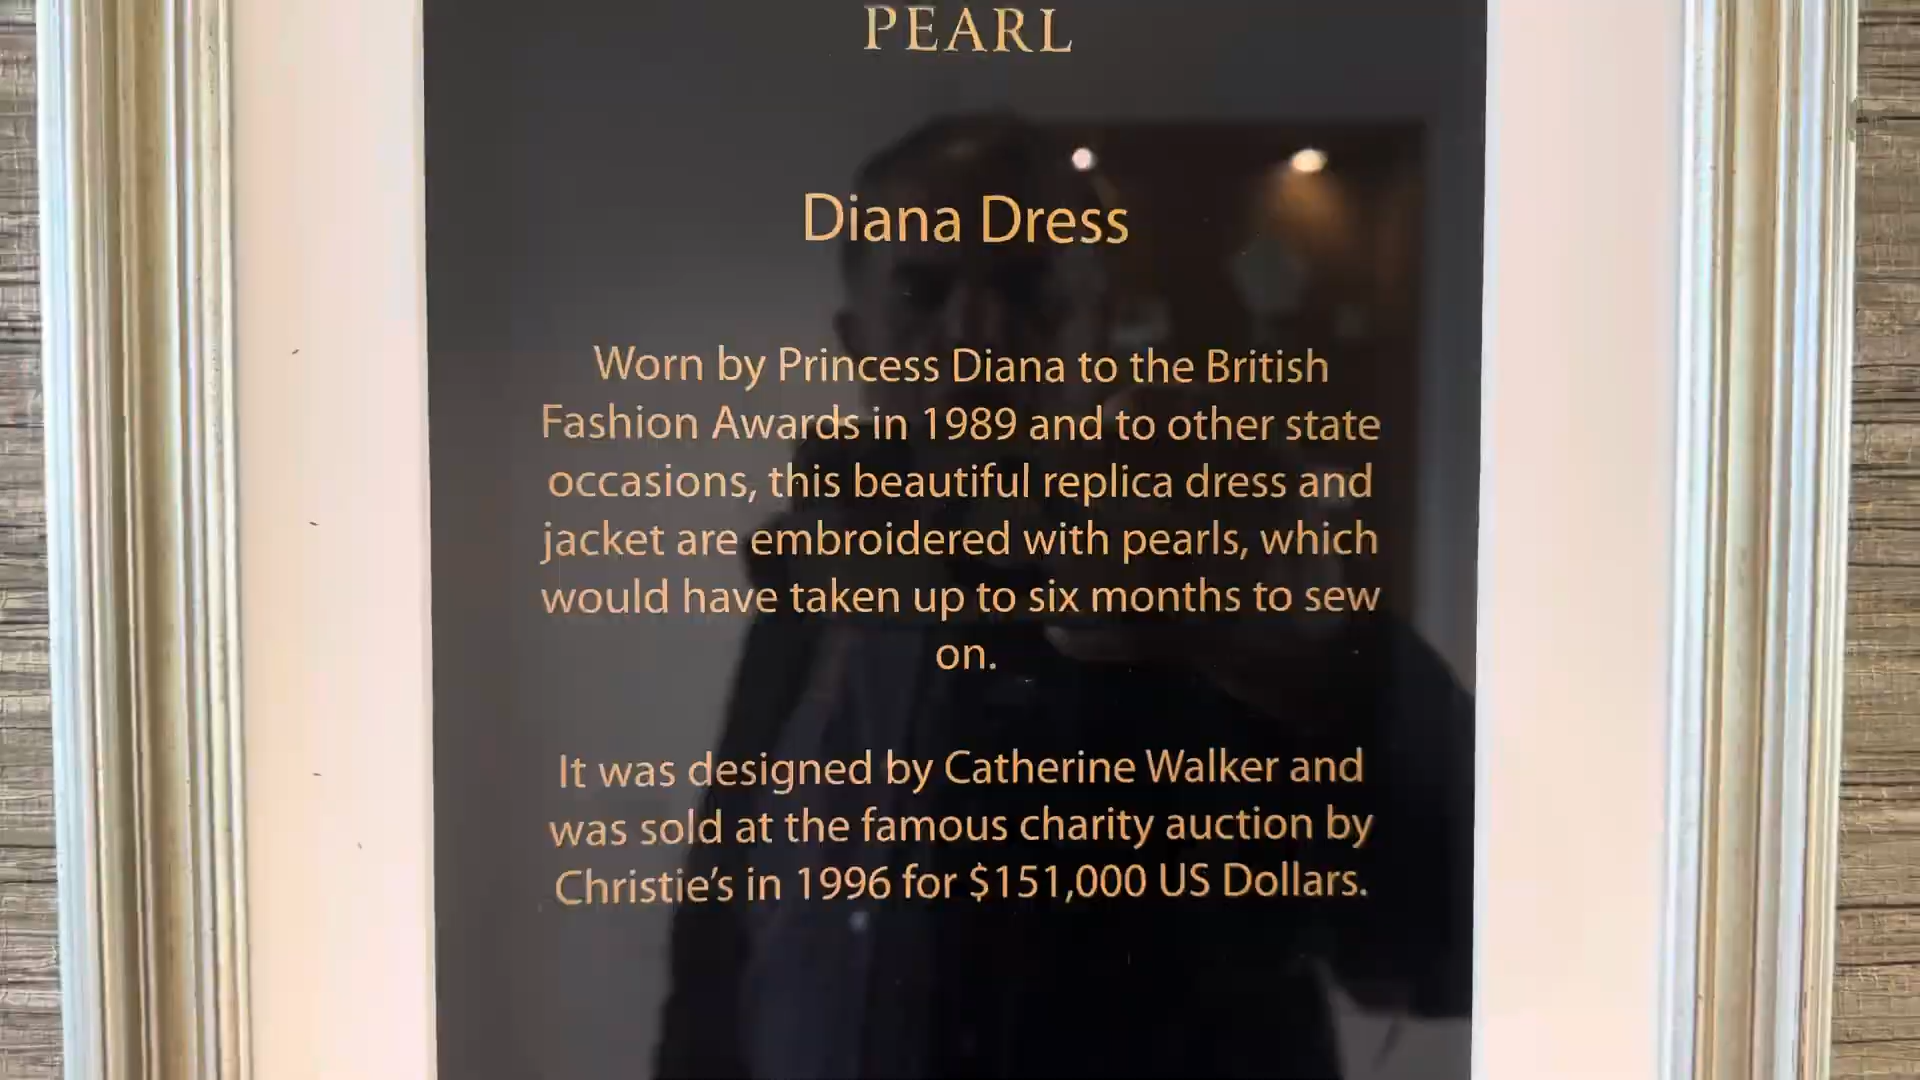 PEARL
Diana Dress
Worn by Princess Diana to the British
Fashion Awards in 1989 and to other state
occasions, this beautiful replica dress and
jacket are embroidered with pearls, which
would have taken up to six months to sew
on.
It was designed by Catherine Walker and
was sold at the famous charity auction by
Christie's in 1996 for $151,000 US Dollars.